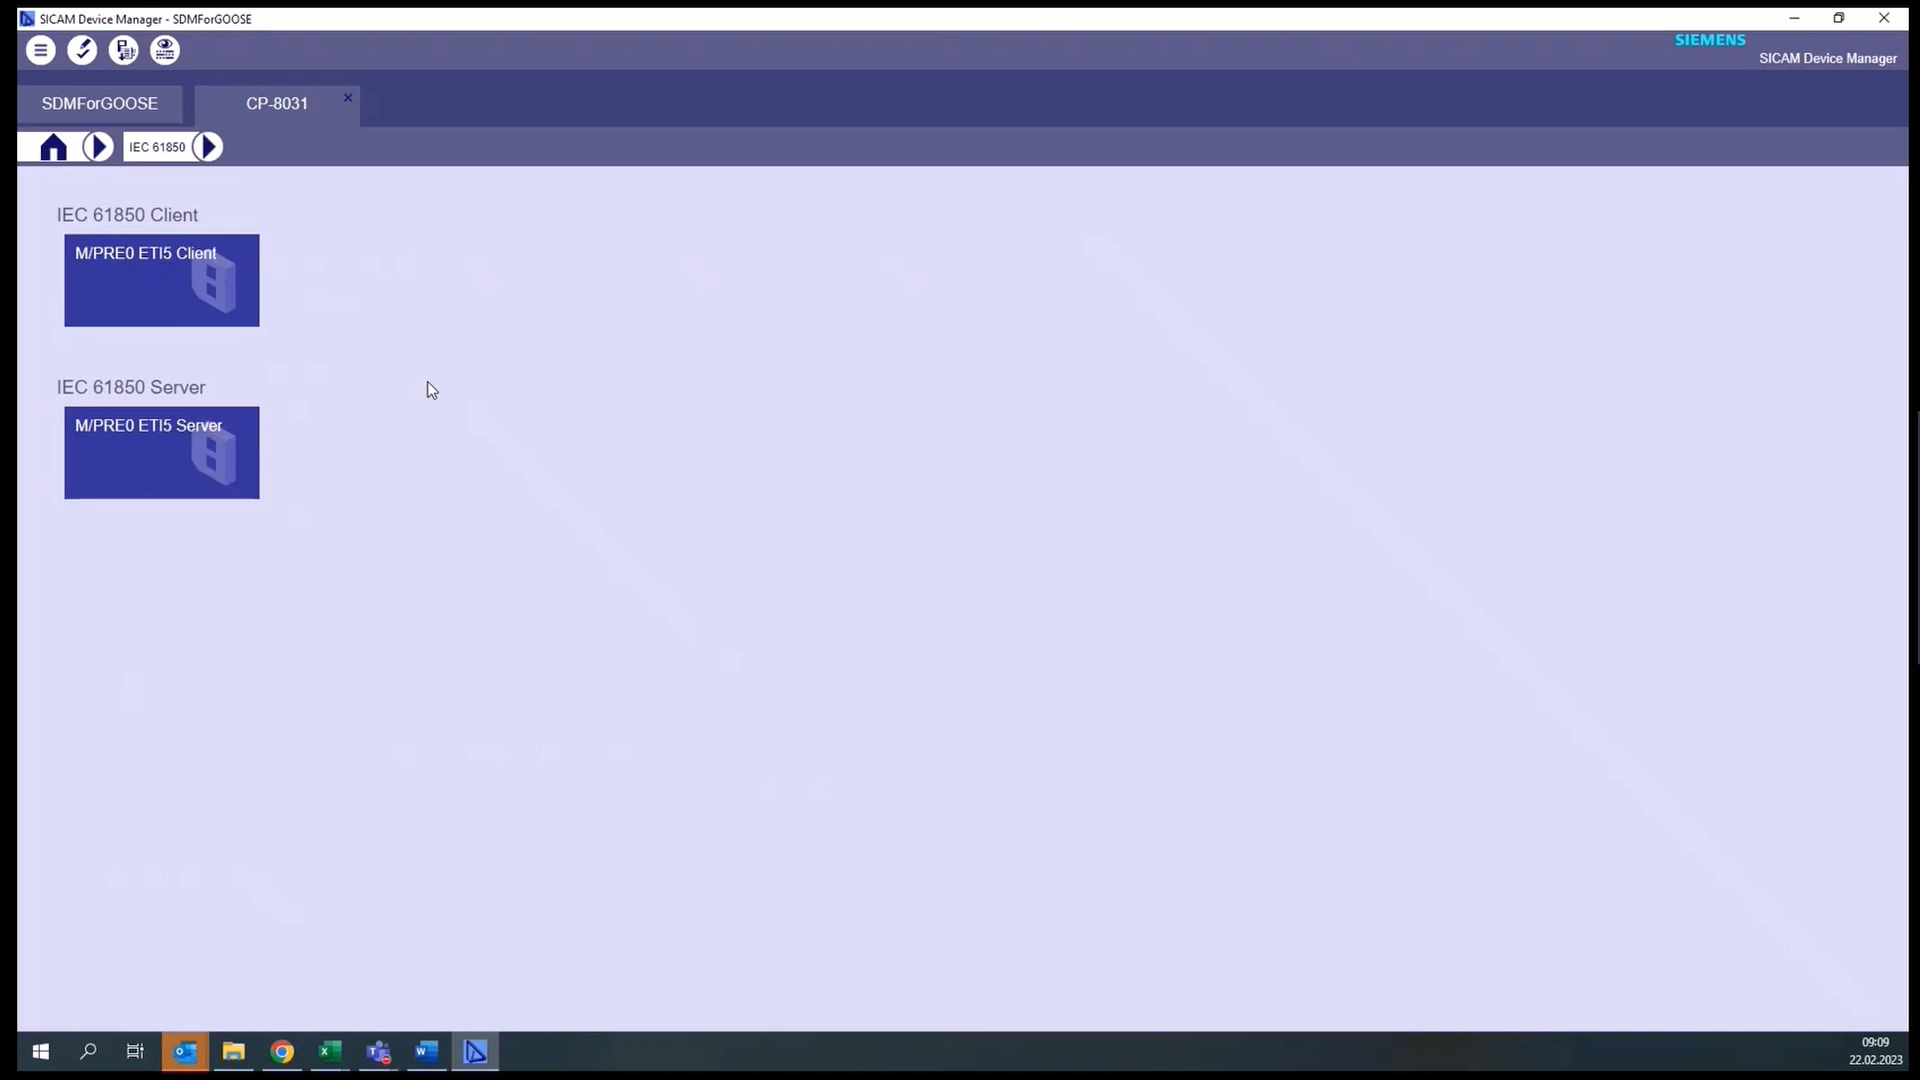 SICAM Device Manager - SDMForGOOSE
SIEMENS
SICAM Device Manager
SDMForGOOSE
CP-8031
IEC 61850
IEC 61850 Client
M/PRE0 ETI5 Client
IEC 61850 Server
M/PRE0 ETI5 Server
09:09
22.02.2023